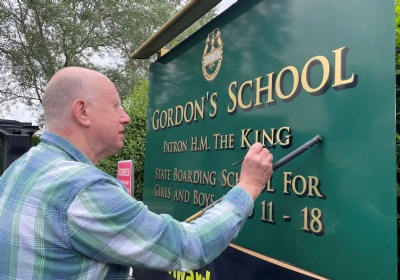 GORDON'S SCHOOL
PATRON H.M. THE KING
STATE BOARDING SCHOOL FOR
GIRLS AND BOYS
11 - 18